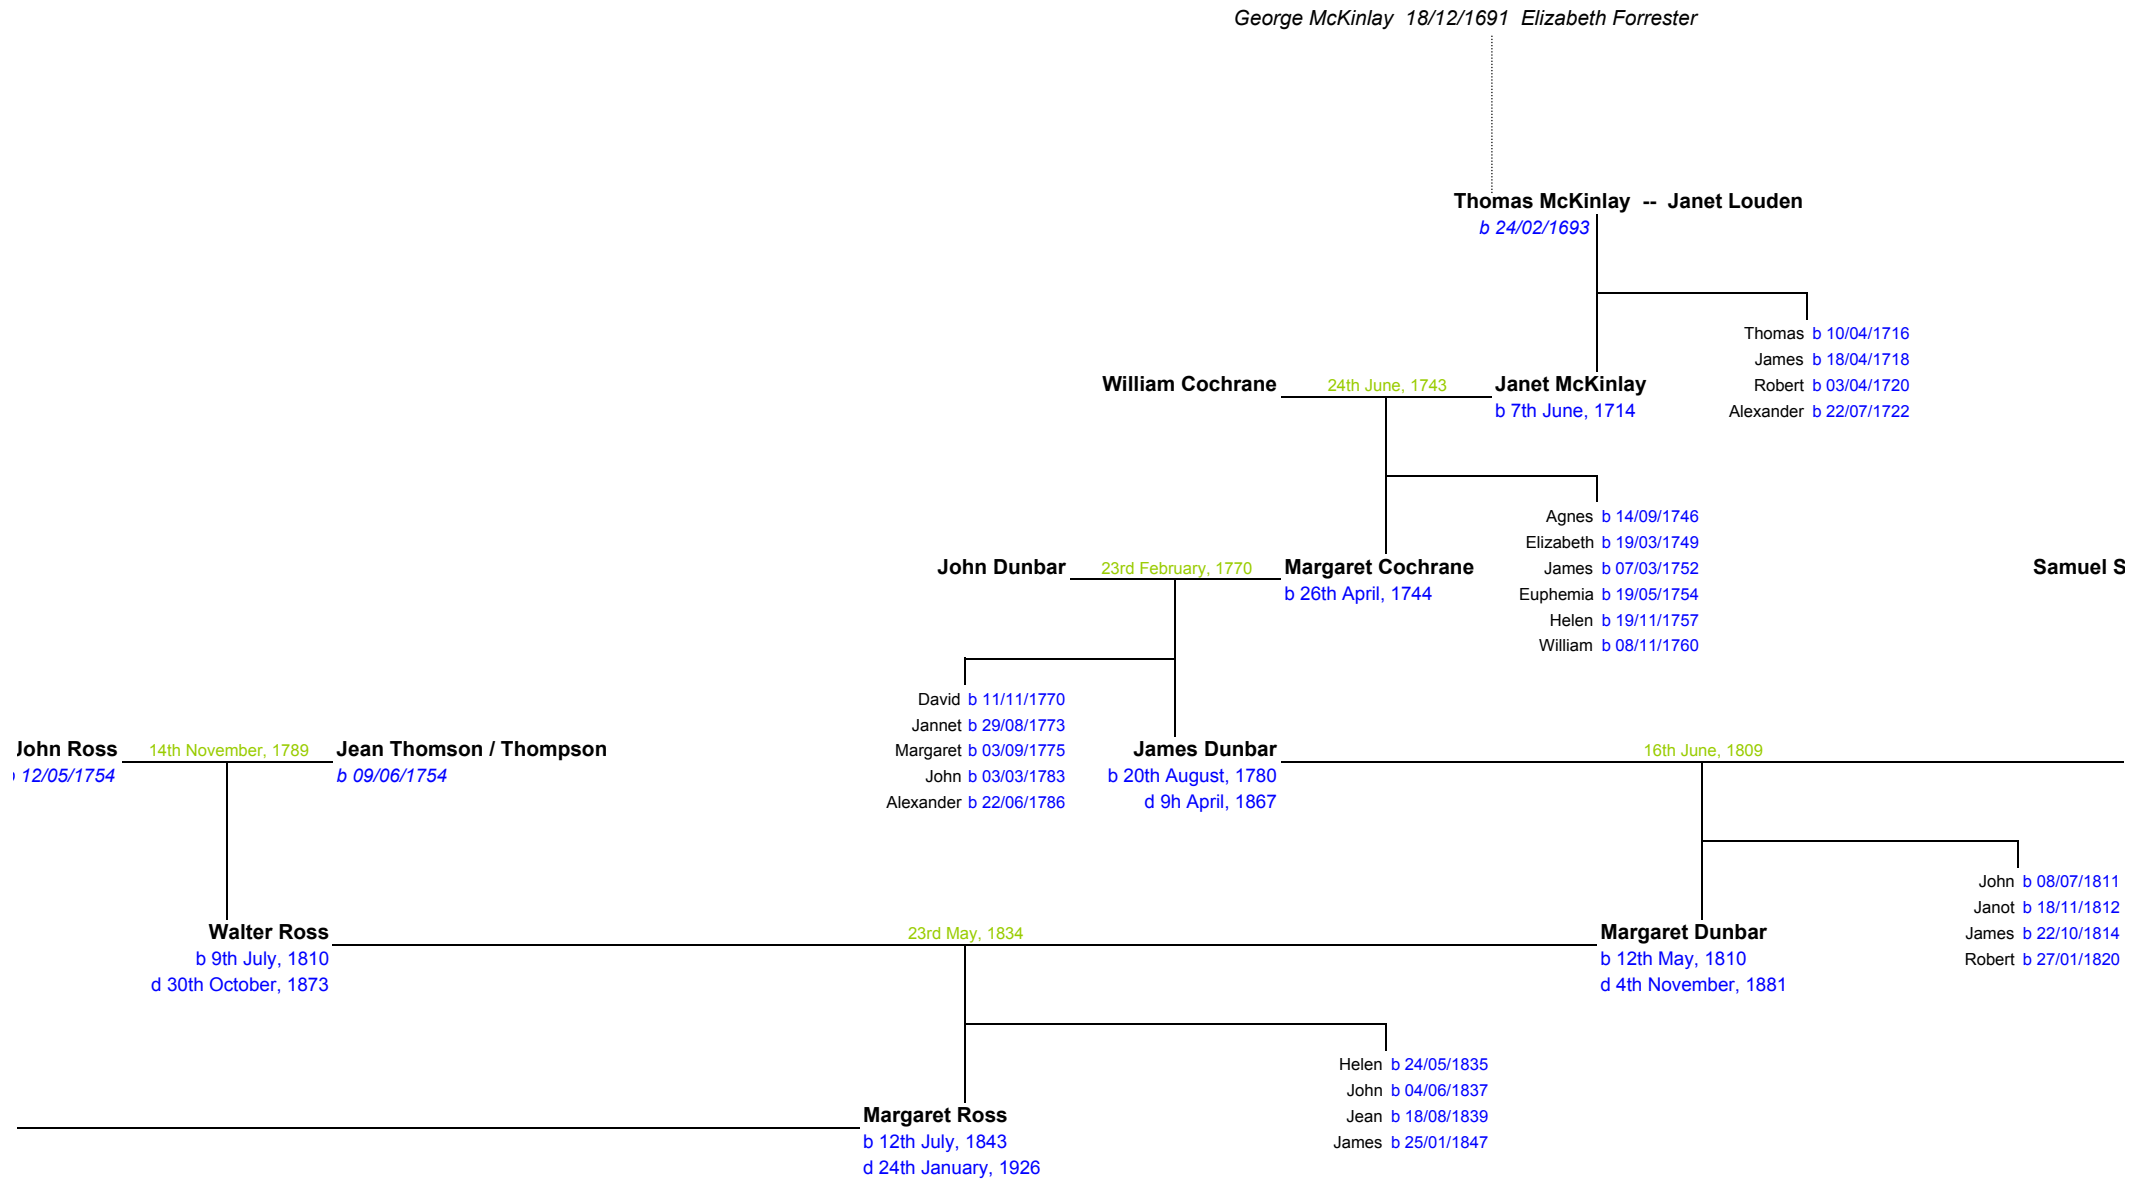 George McKinlay 18/12/1691 Elizabeth Forrester
Thomas McKinlay -- Janet Louden
b 24/02/1693
Thomas b 10/04/1716
James b 18/04/1718
Robert b 03/04/1720
Alexander b 22/07/1722
William Cochrane 24th June, 1743 Janet McKinlay
b 7th June, 1714
Agnes b 14/09/1746
Elizabeth b 19/03/1749
James b 07/03/1752
Euphemia b 19/05/1754
Helen b 19/11/1757
William b 08/11/1760
John Dunbar 23rd February, 1770 Margaret Cochrane
b 26th April, 1744
Samuel S
David b 11/11/1770
Jannet b 29/08/1773
Margaret b 03/09/1775
John b 03/03/1783
Alexander b 22/06/1786
John Ross 14th November, 1789 Jean Thomson / Thompson
12/05/1754
b 09/06/1754
James Dunbar 16th June, 1809
b 20th August, 1780
d 9h April, 1867
John b 08/07/1811
Janot b 18/11/1812
James b 22/10/1814
Robert b 27/01/1820
Walter Ross 23rd May, 1834 Margaret Dunbar
b 9th July, 1810
d 30th October, 1873
b 12th May, 1810
d 4th November, 1881
Helen b 24/05/1835
John b 04/06/1837
Jean b 18/08/1839
James b 25/01/1847
Margaret Ross
b 12th July, 1843
d 24th January, 1926